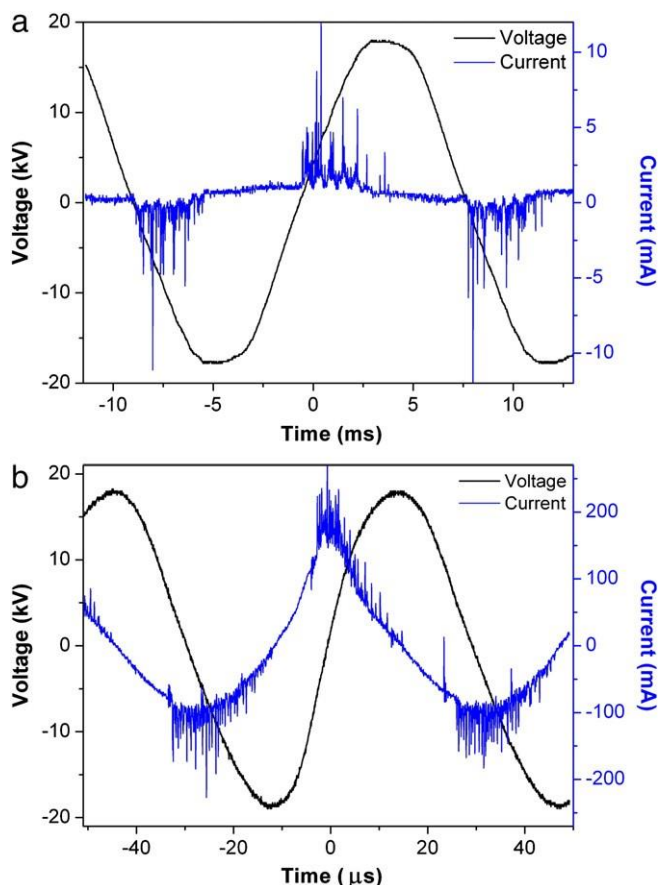 a
20
10
0
-10
-20
Voltage (kV)
10
5
0
-5
-10
Current (mA)
Voltage
Current
-10 -5 0 5 10
Time (ms)
b
20
10
0
-10
-20
Voltage (kV)
200
100
0
-100
-200
Current (mA)
Voltage
Current
-40 -20 0 20 40
Time ( μs)